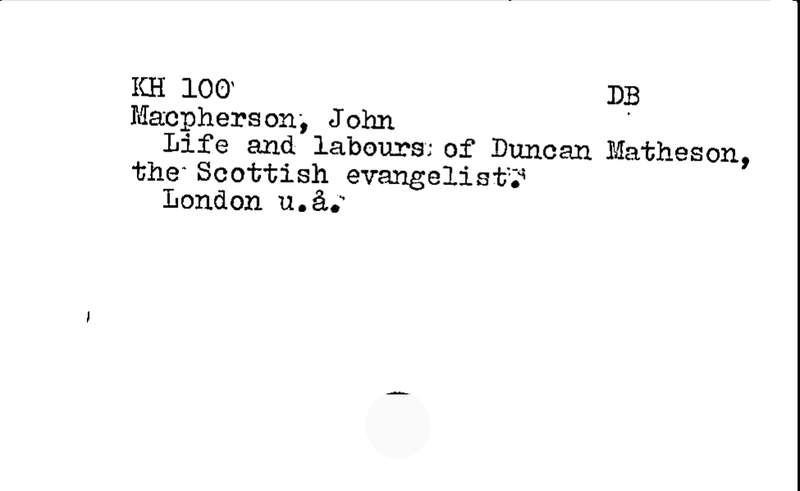 KH 100 DB
Macpherson, John
Life and labours of Duncan Matheson,
the Scottish evangelist.
London u.å.